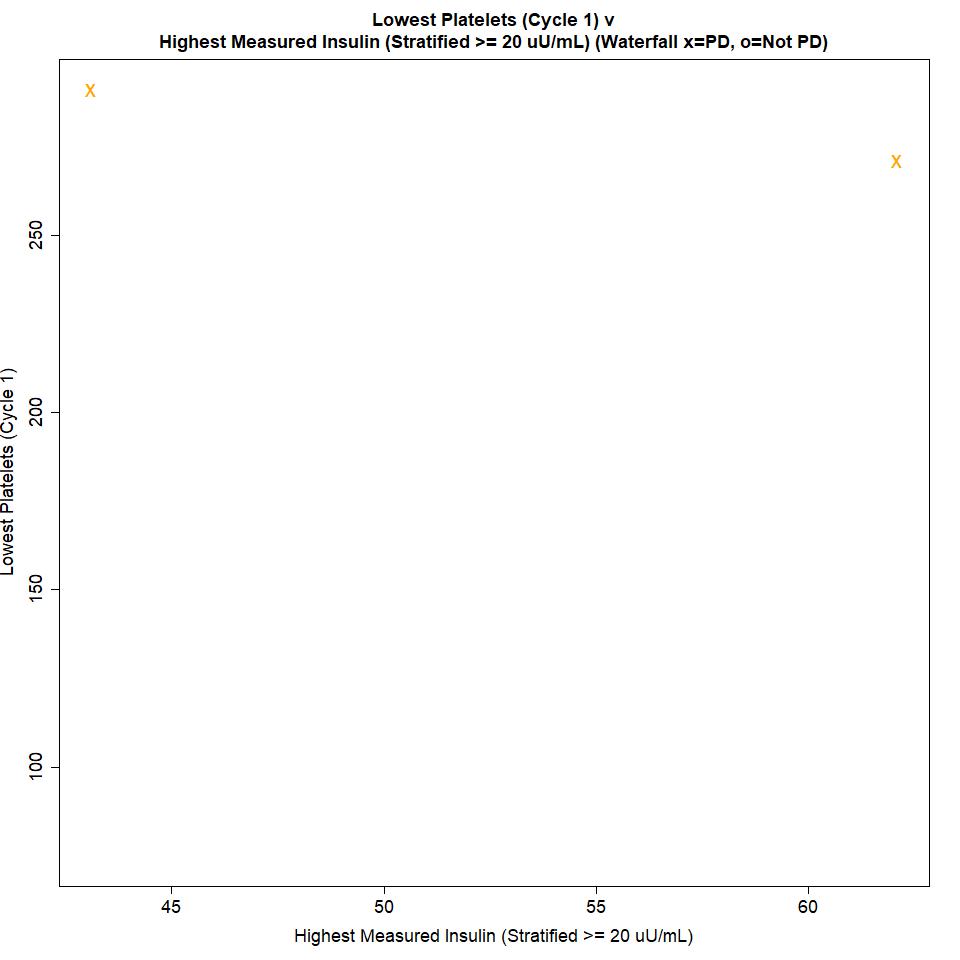 Lowest Platelets (Cycle 1) v
Highest Measured Insulin (Stratified >= 20 uU/mL) (Waterfall x=PD, o=Not PD)
x
x
250
200
150
100
Lowest Platelets (Cycle 1)
45
50
55
60
Highest Measured Insulin (Stratified >= 20 uU/mL)